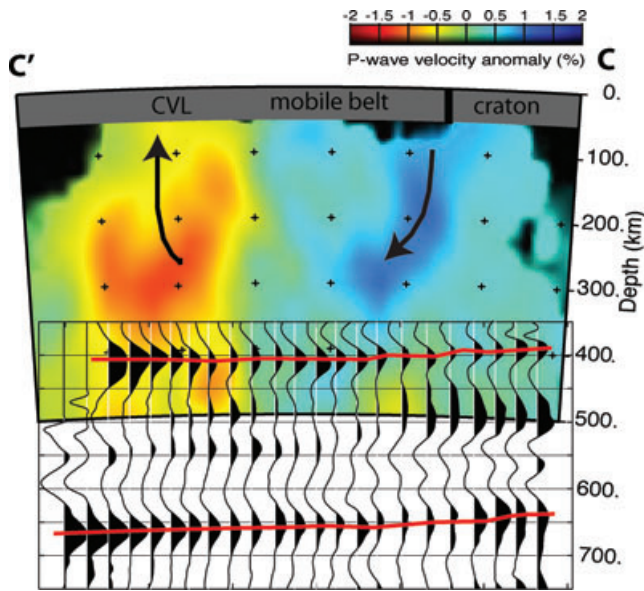 -2 -1.5 -1 -0.5 0 0.5 1 1.5 2
P-wave velocity anomaly (%)
C' C
CVL mobile belt craton
0.
100.
200.
300.
400.
500.
600.
700.
Depth (km)